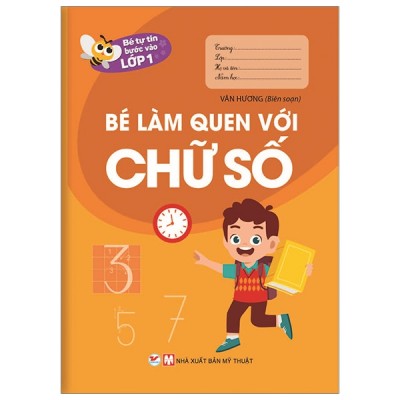 Bé tự tin
bước vào
LỚP 1
Trường:
Lớp:
Họ và tên:
Năm học:
VÂN HƯƠNG (Biên soạn)
BÉ LÀM QUEN VỚI
CHỮ SỐ
3
5 7
NHÀ XUẤT BẢN MỸ THUẬT